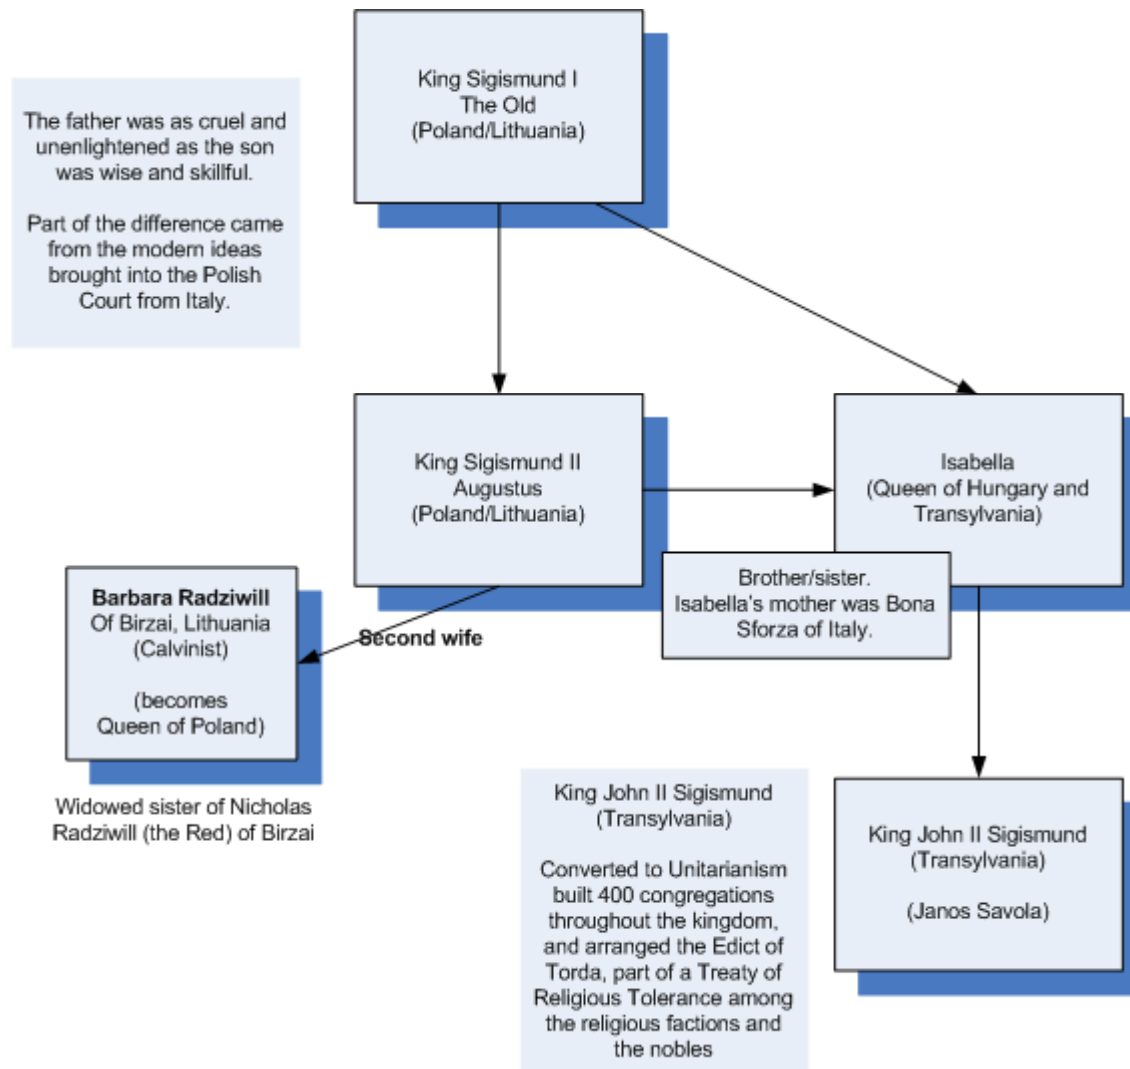 King Sigismund I
The Old
(Poland/Lithuania)
The father was as cruel and
unenlightened as the son
was wise and skillful.
Part of the difference came
from the modern ideas
brought into the Polish
Court from Italy.
King Sigismund II
Augustus
(Poland/Lithuania)
Isabella
(Queen of Hungary and
Transylvania)
Brother/sister.
Isabella's mother was Bona
Sforza of Italy.
Barbara Radziwill
Of Birzai, Lithuania
(Calvinist)
(becomes
Queen of Poland)
Second wife
Widowed sister of Nicholas
Radziwill (the Red) of Birzai
King John II Sigismund
(Transylvania)
Converted to Unitarianism
built 400 congregations
throughout the kingdom,
and arranged the Edict of
Torda, part of a Treaty of
Religious Tolerance among
the religious factions and
the nobles
King John II Sigismund
(Transylvania)
(Janos Savola)